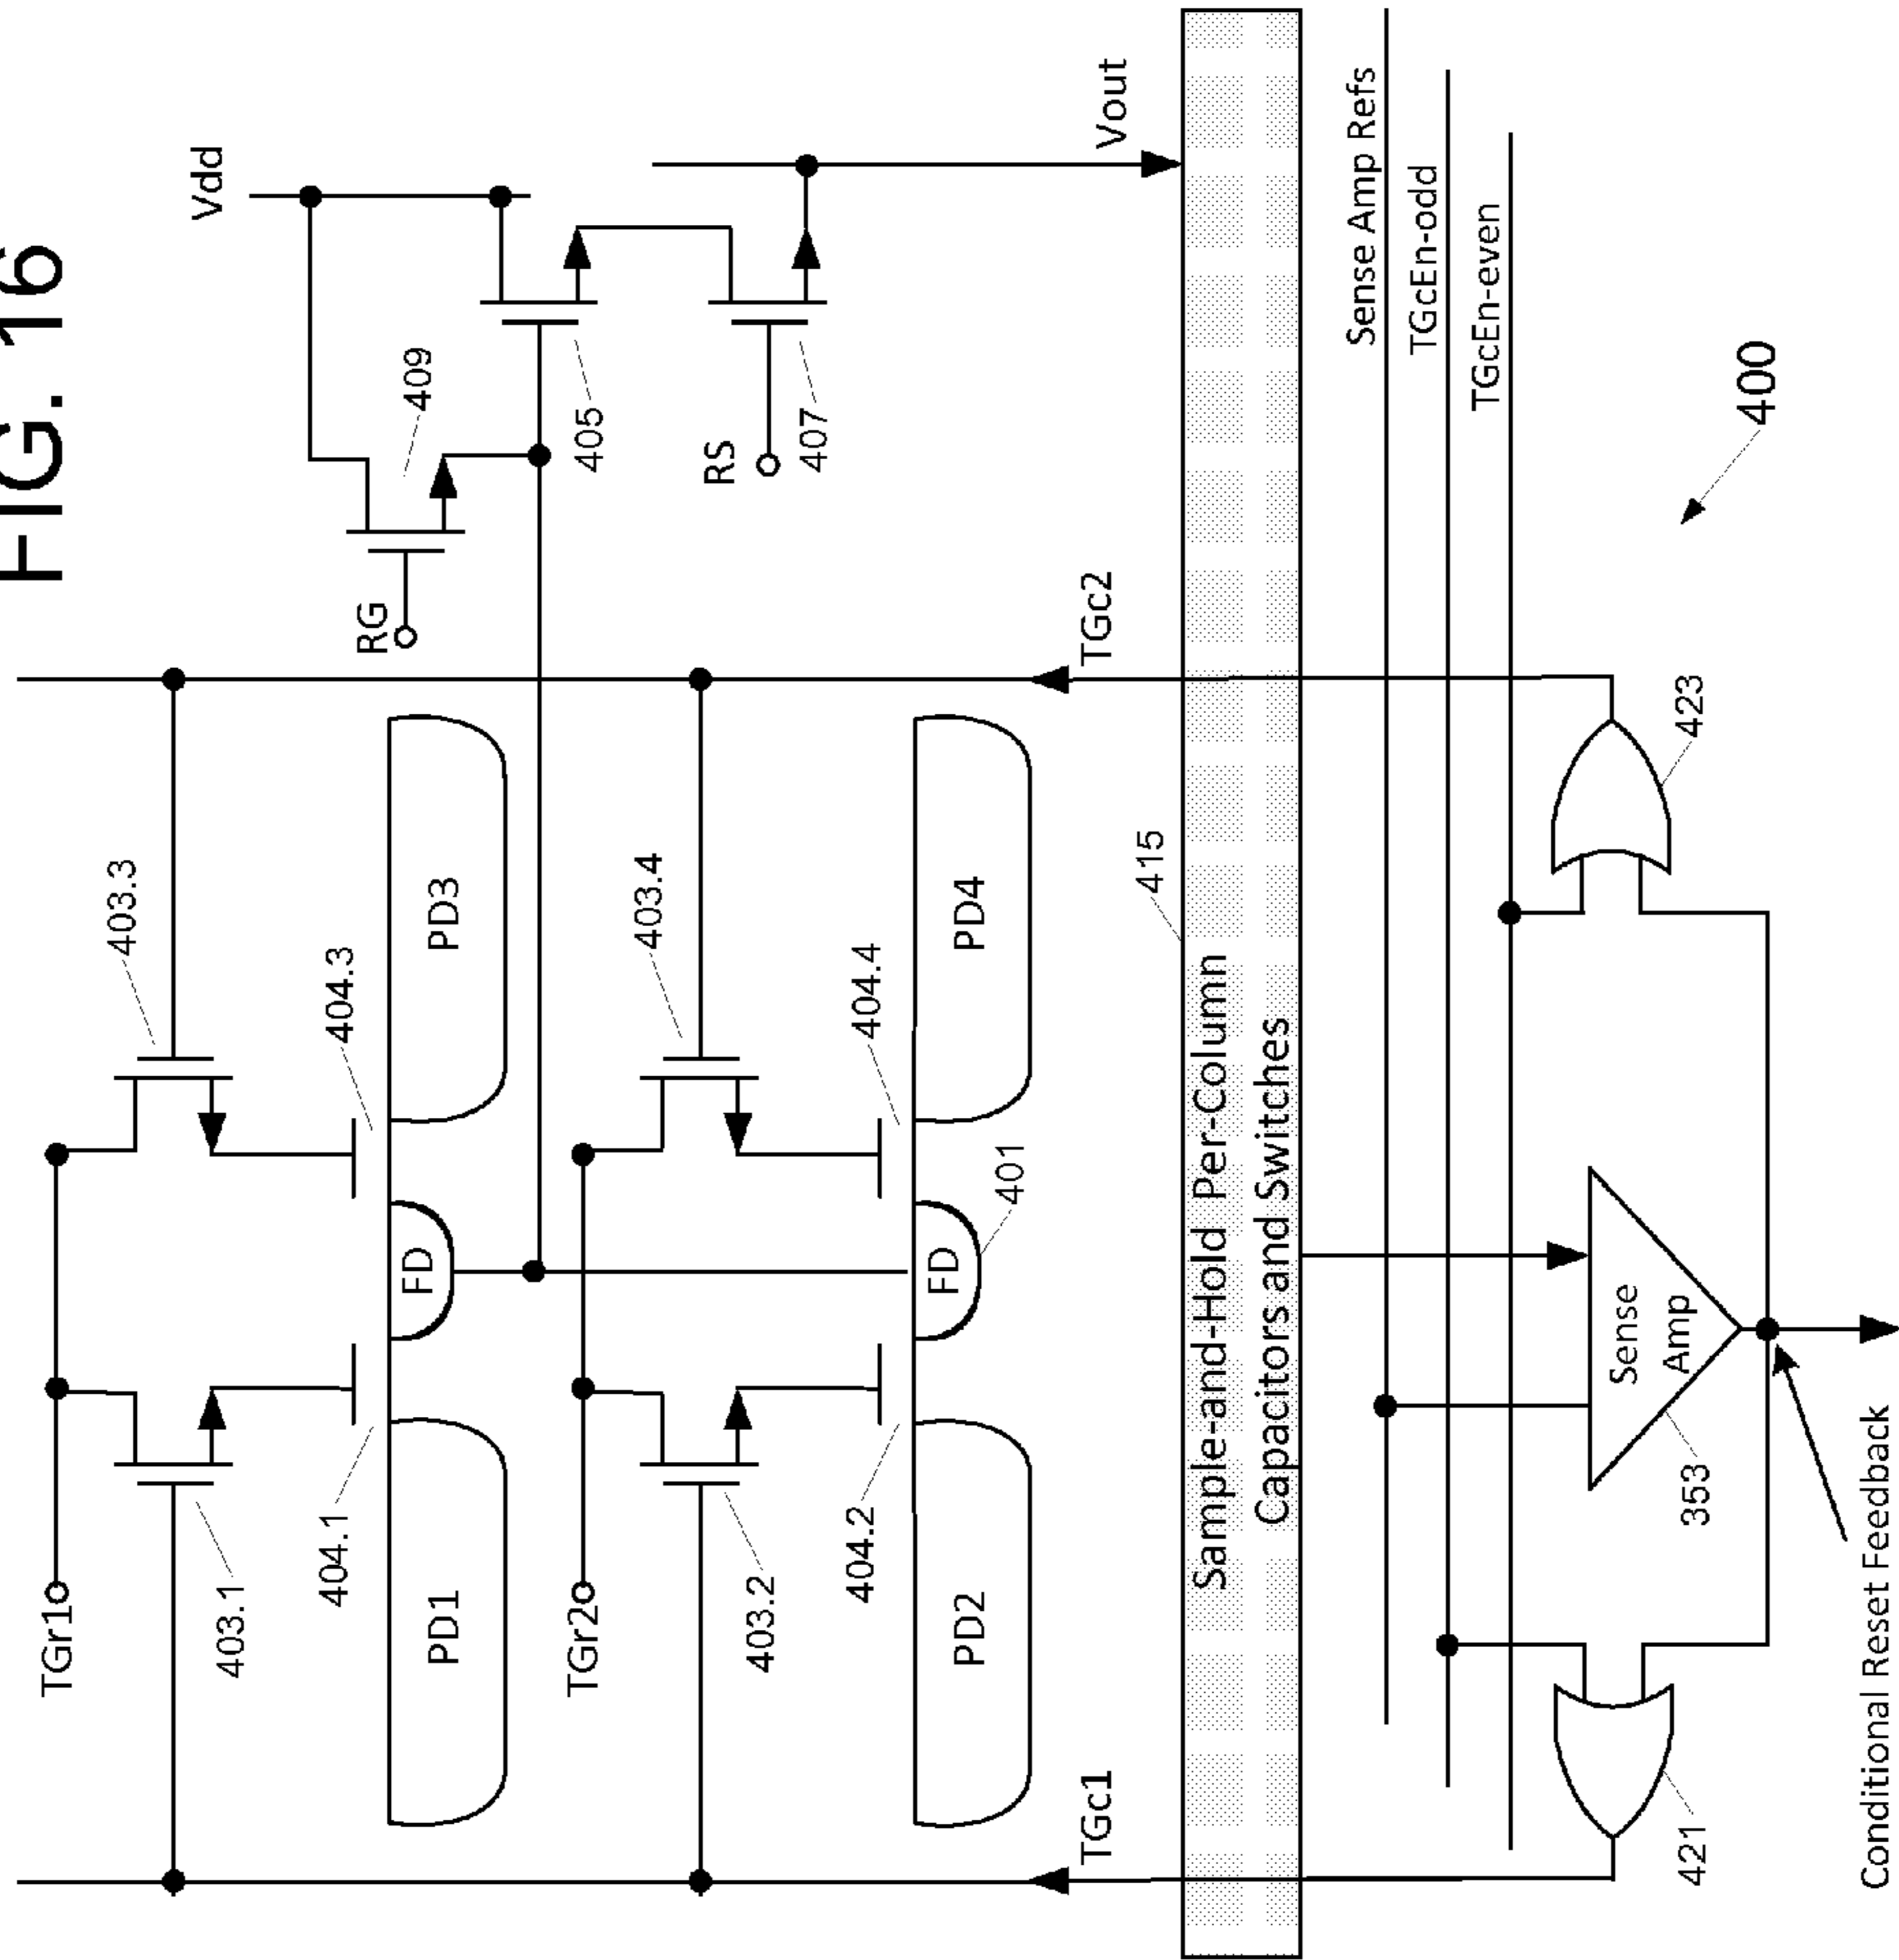 FIG. 16
Vdd
TGr1
403.1
403.3
404.1
404.3
PD1
FD
PD3
RG
409
405
RS
407
TGr2
403.2
403.4
404.2
404.4
PD2
FD
401
PD4
TGc1
TGc2
Vout
415
Sample-and-Hold Per-Column
Capacitors and Switches
Sense Amp Refs
TGcEn-odd
TGcEn-even
Sense
Amp
353
421
423
400
Conditional Reset Feedback